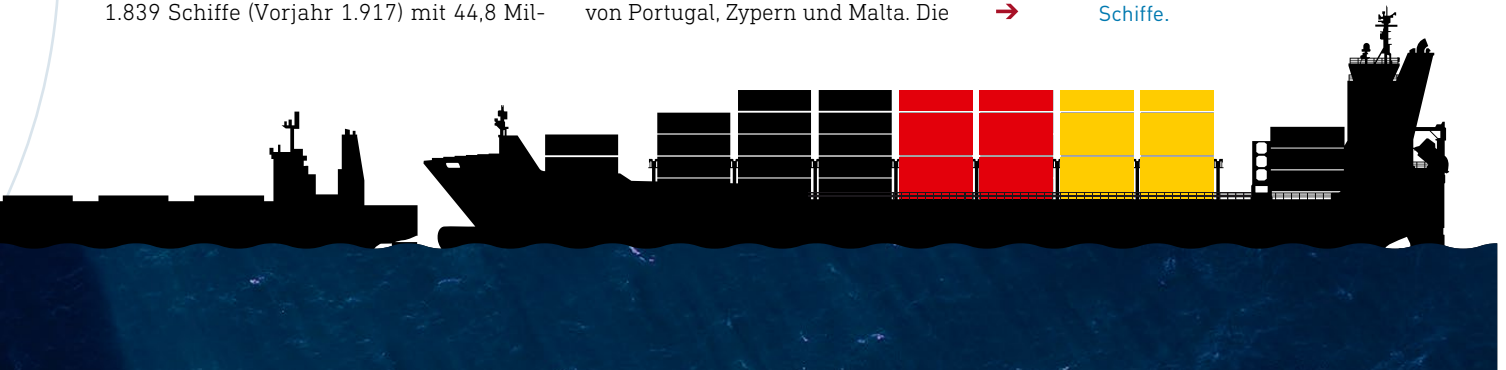 1.839 Schiffe (Vorjahr 1.917) mit 44,8 Mil-
von Portugal, Zypern und Malta. Die
➔
Schiffe.